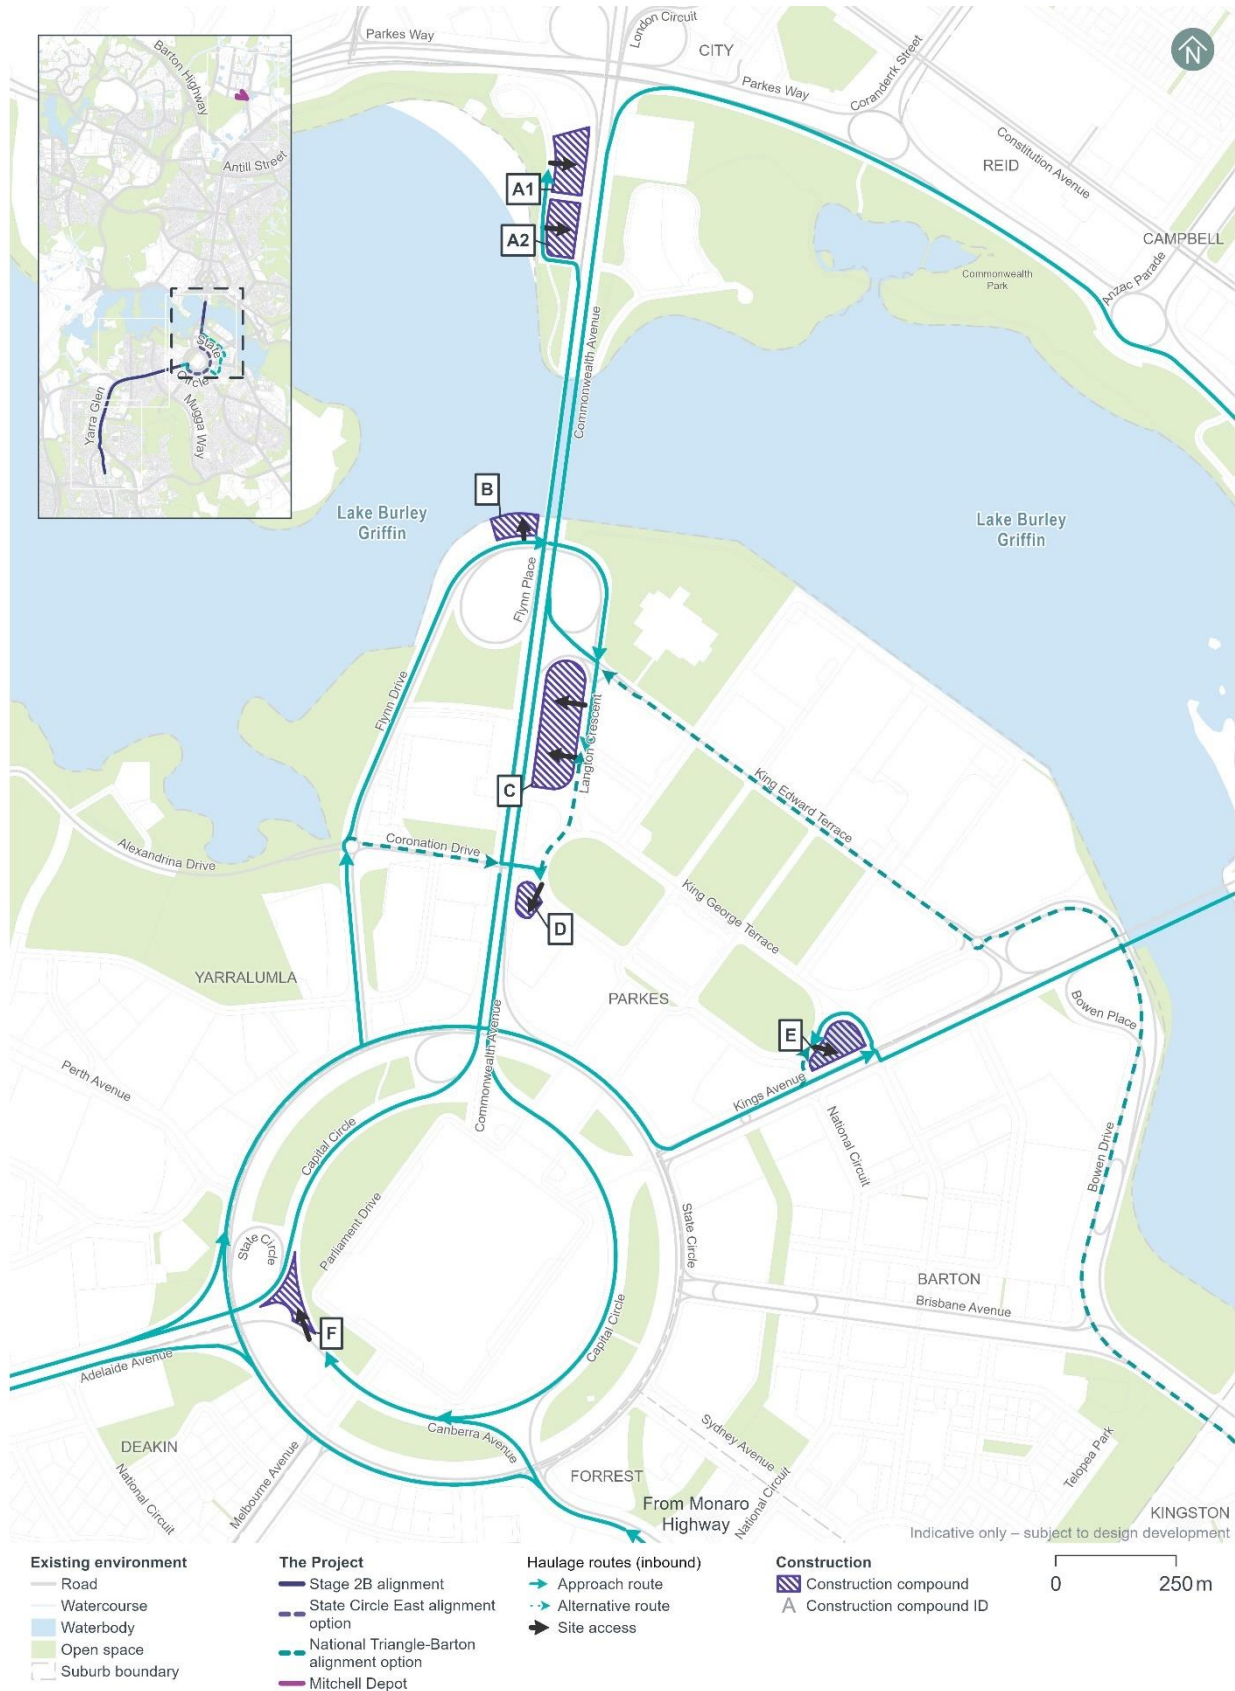 London Circuit
Parkes Way
CITY
N
Barton Highway
Coranderrk Street
Parkes Way
Constitution Avenue
Antill Street
REID
A1
A2
CAMPBELL
Anzac Parade
Commonwealth
Park
State
Circle
Commonwealth Avenue
Yarra Glen
Mugga Way
B
Lake Burley
Griffin
Lake Burley
Griffin
Flynn Place
Flynn Drive
Langton Crescent
C
King Edward Terrace
Coronation Drive
Alexandrina Drive
King George Terrace
D
YARRALUMLA
PARKES
Bowen Place
E
Commonwealth Avenue
Perth Avenue
Kings Avenue
National Circuit
Capital Circle
Bowen Drive
Parliament Drive
State Circle
State Circle
BARTON
Brisbane Avenue
F
Capital Circle
Adelaide Avenue
Canberra Avenue
Sydney Avenue
DEAKIN
Telopea Park
National Circuit
Melbourne Avenue
FORREST
National Circuit
From Monaro
Highway
KINGSTON
Indicative only – subject to design development
Existing environment
Road
Watercourse
Waterbody
Open space
Suburb boundary
The Project
Stage 2B alignment
State Circle East alignment
option
National Triangle-Barton
alignment option
Mitchell Depot
Haulage routes (inbound)
Approach route
Alternative route
Site access
Construction
Construction compound
A Construction compound ID
0 250 m